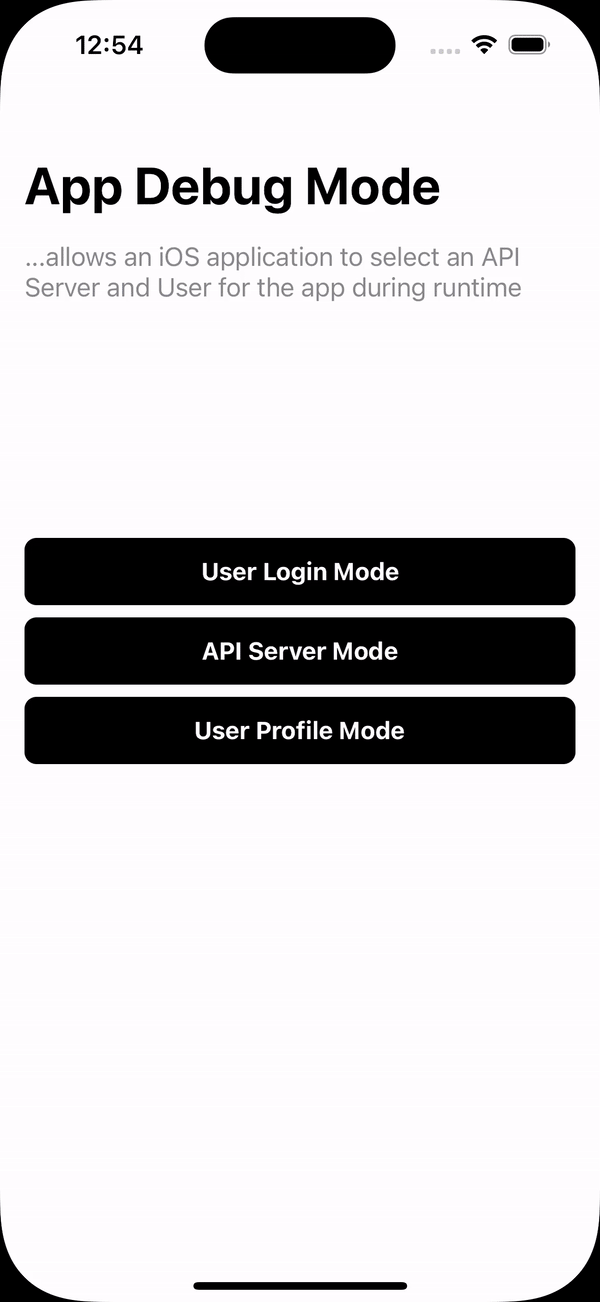 12:54
App Debug Mode
...allows an iOS application to select an API
Server and User for the app during runtime
User Login Mode
API Server Mode
User Profile Mode